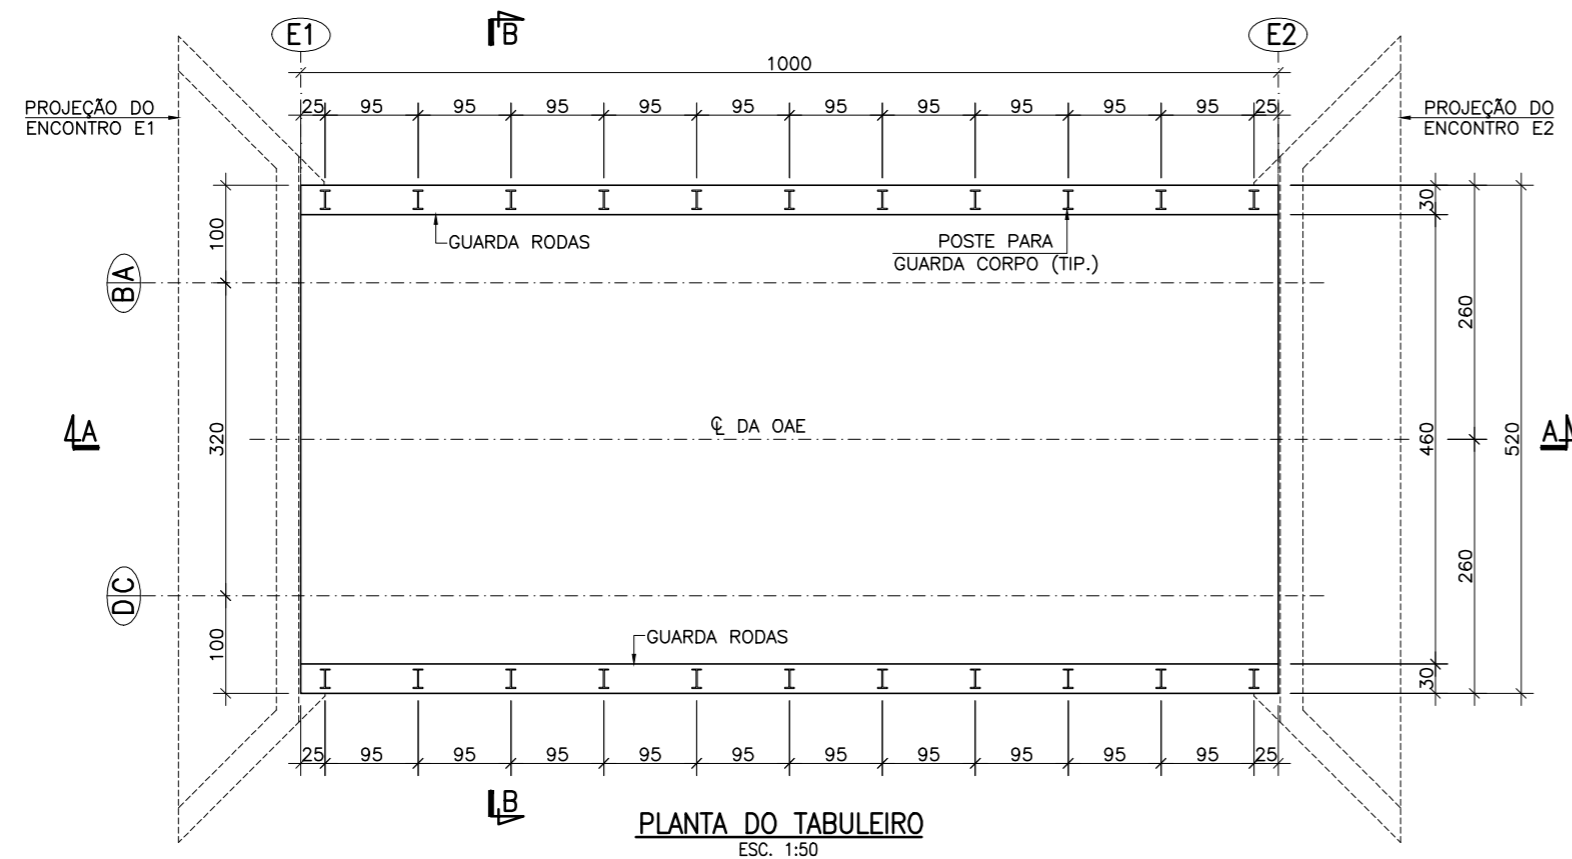 B
E1
E2
1000
25 95 95 95 95 95 95 95 95 95 95 25
PROJEÇÃO DO
ENCONTRO E1
PROJEÇÃO DO
ENCONTRO E2
GUARDA RODAS
POSTE PARA
GUARDA CORPO (TIP.)
100
30
BA
260
℄ DA OAE
A
320
460
520
A
DC
260
GUARDA RODAS
100
30
25 95 95 95 95 95 95 95 95 95 95 25
B
PLANTA DO TABULEIRO
ESC. 1:50